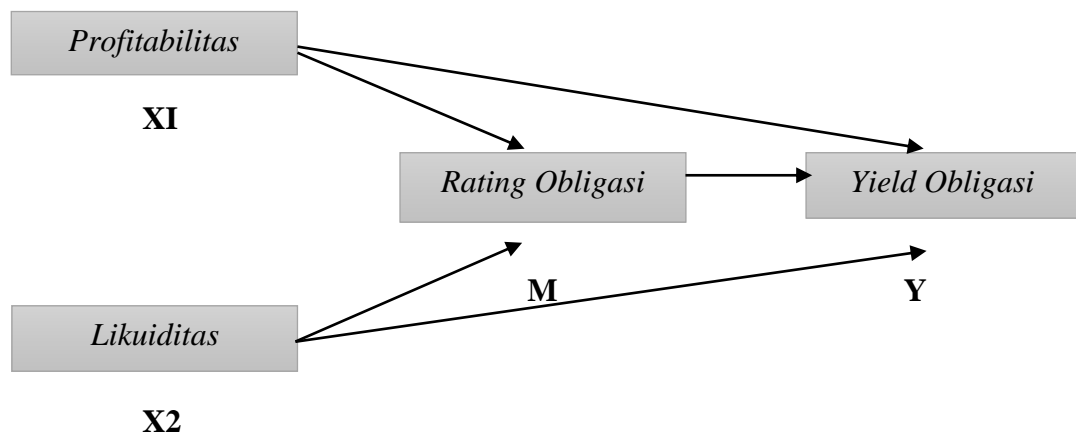 Profitabilitas
XI
Rating Obligasi
Yield Obligasi
M
Y
Likuiditas
X2